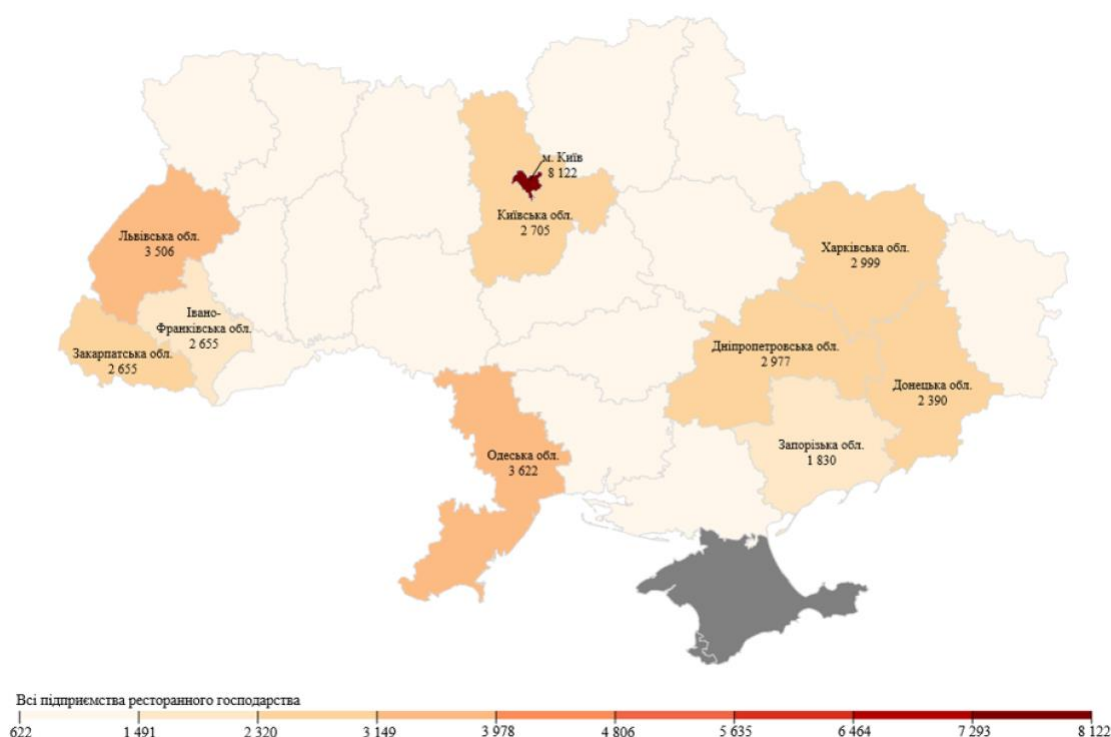 м. Київ
8 122
Київська обл.
2 705
Львівська обл.
3 506
Харківська обл.
2 999
Івано-
Франківська обл.
2 655
Закарпатська обл.
2 655
Дніпропетровська обл.
2 977
Донецька обл.
2 390
Запорізька обл.
1 830
Одеська обл.
3 622
Всі підприємства ресторанного господарства
622 1 491 2 320 3 149 3 978 4 806 5 635 6 464 7 293 8 122